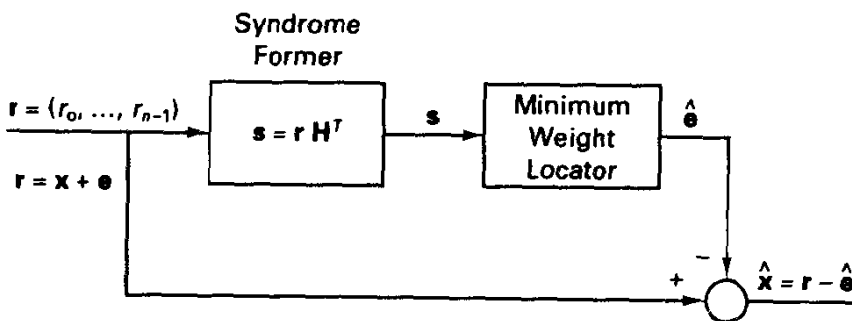 Syndrome
Former
r = (r₀, ..., rₙ₋₁)
s = r Hᵀ
s
Minimum
Weight
Locator
ê
r = x + e
−
+
x̂ = r − ê